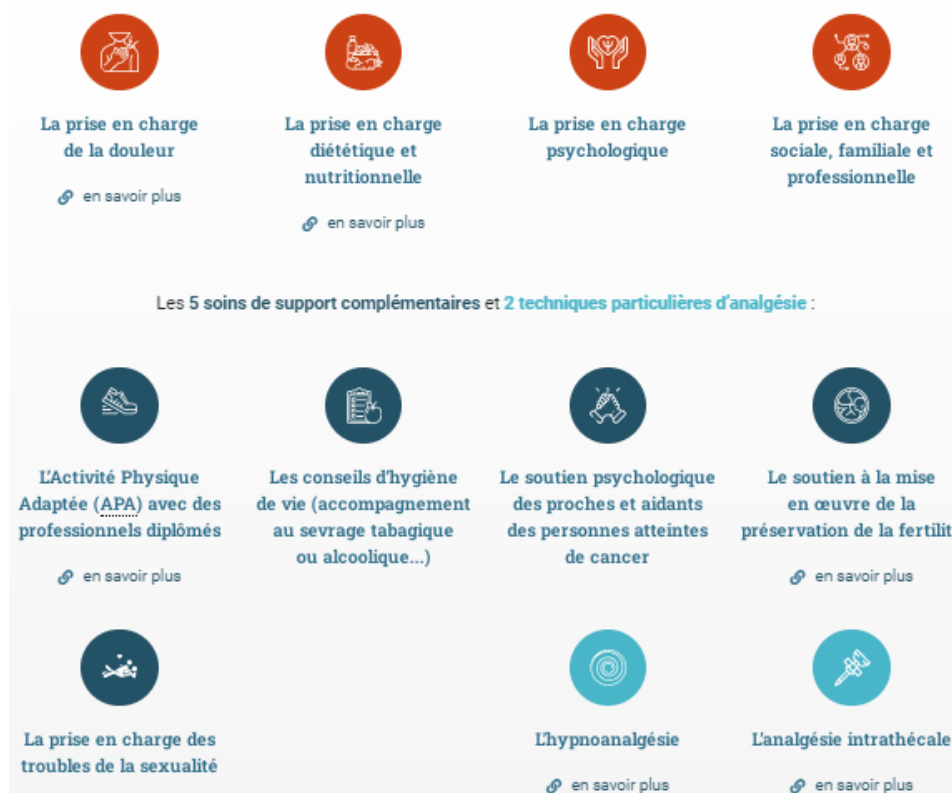 La prise en charge
de la douleur
en savoir plus
La prise en charge
diététique et
nutritionnelle
en savoir plus
La prise en charge
psychologique
La prise en charge
sociale, familiale et
professionnelle
Les 5 soins de support complémentaires et 2 techniques particulières d'analgésie :
L'Activité Physique
Adaptée (APA) avec des
professionnels diplômés
en savoir plus
Les conseils d'hygiène
de vie (accompagnement
au sevrage tabagique
ou alcoolique...)
Le soutien psychologique
des proches et aidants
des personnes atteintes
de cancer
Le soutien à la mise
en œuvre de la
préservation de la fertilit
en savoir plus
La prise en charge des
troubles de la sexualité
L'hypnoanalgésie
en savoir plus
L'analgésie intrathécale
en savoir plus